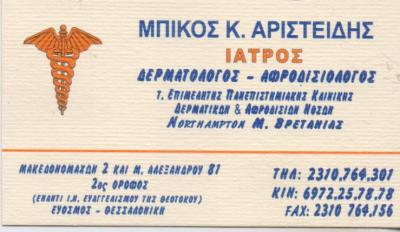 ΜΠΙΚΟΣ Κ. ΑΡΙΣΤΕΙΔΗΣ
ΙΑΤΡΟΣ
ΔΕΡΜΑΤΟΛΟΓΟΣ - ΑΦΡΟΔΙΣΙΟΛΟΓΟΣ
τ. ΕΠΙΜΕΛΗΤΗΣ ΠΑΝΕΠΙΣΤΗΜΙΑΚΗΣ ΚΛΙΝΙΚΗΣ
ΔΕΡΜΑΤΙΚΩΝ & ΑΦΡΟΔΙΣΙΩΝ ΝΟΣΩΝ
NORTHAMPTON Μ. ΒΡΕΤΑΝΙΑΣ
ΜΑΚΕΔΟΝΟΜΑΧΩΝ 2 ΚΑΙ Μ. ΑΛΕΞΑΝΔΡΟΥ 81
2ος ΟΡΟΦΟΣ
(ΕΝΑΝΤΙ Ι.Ν. ΕΥΑΓΓΕΛΙΣΜΟΥ ΤΗΣ ΘΕΟΤΟΚΟΥ)
ΕΥΟΣΜΟΣ - ΘΕΣΣΑΛΟΝΙΚΗ
ΤΗΛ: 2310.764.301
ΚΙΝ: 6972.25.78.78
FAX: 2310 764.156